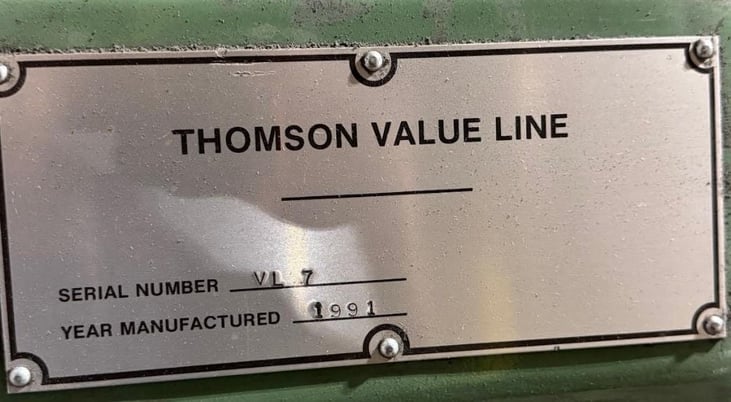 THOMSON VALUE LINE
SERIAL NUMBER VL 7
YEAR MANUFACTURED 1991